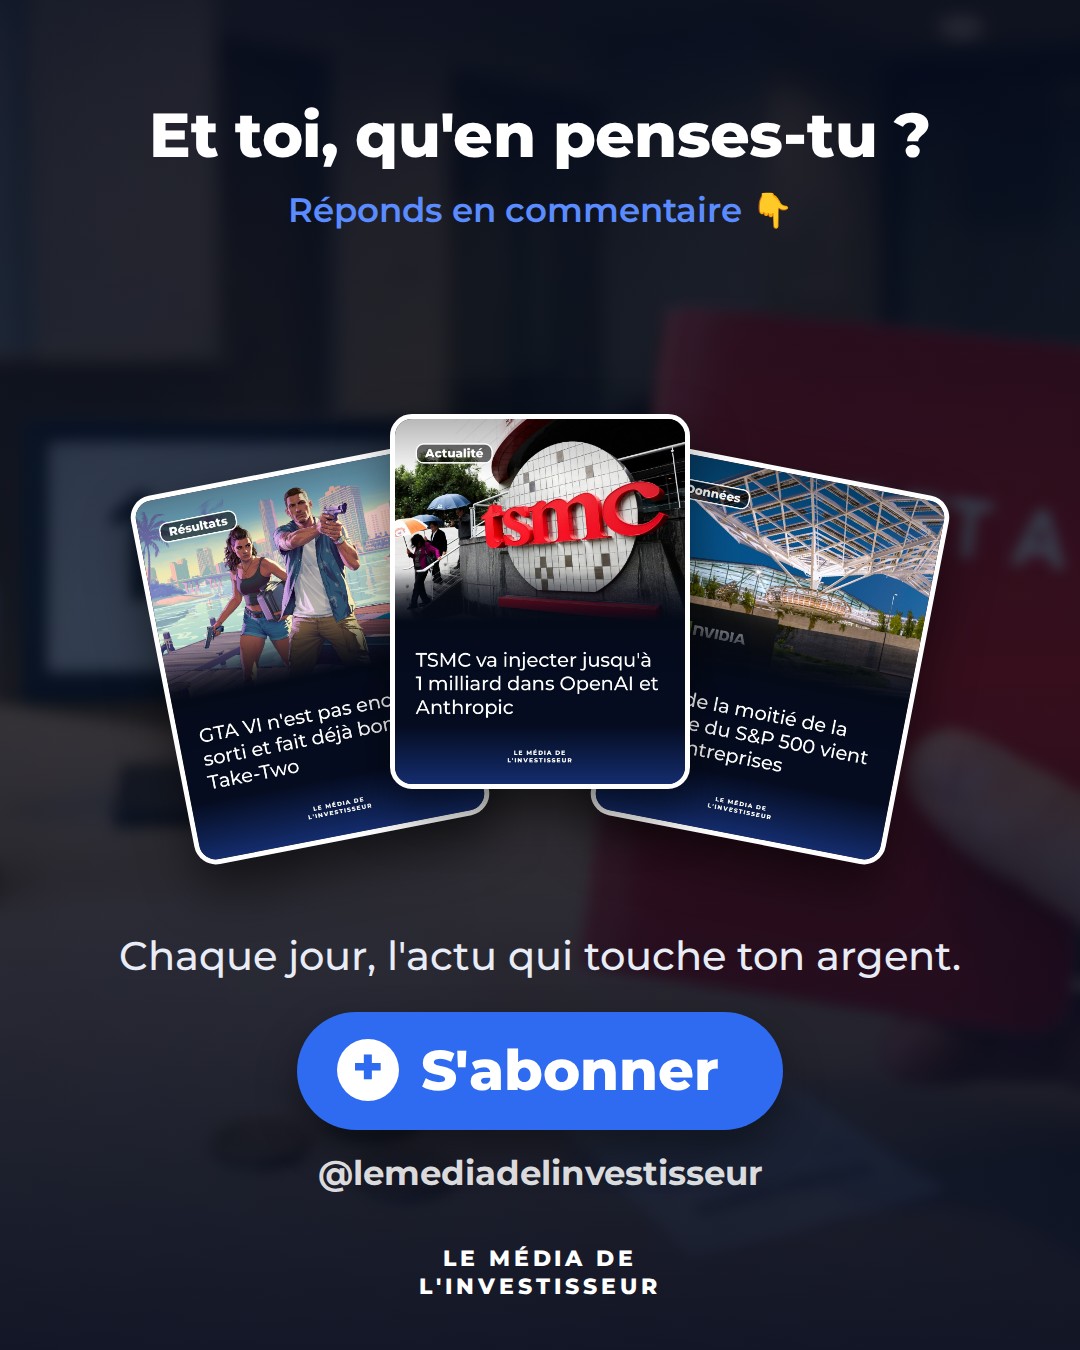 Et toi, qu'en penses-tu ?
Réponds en commentaire 👇
Résultats
GTA VI n'est pas
sorti et fait déjà
Take-Two
LE MÉDIA DE
L'INVESTISSEUR
Actualité
tsmc
TSMC va injecter jusqu'à
1 milliard dans OpenAI et
Anthropic
LE MÉDIA DE
L'INVESTISSEUR
Données
NVIDIA
de la moitié de la
du S&P 500 vient
LE MÉDIA DE
L'INVESTISSEUR
Chaque jour, l'actu qui touche ton argent.
S'abonner
@lemediadelinvestisseur
LE MÉDIA DE
L'INVESTISSEUR